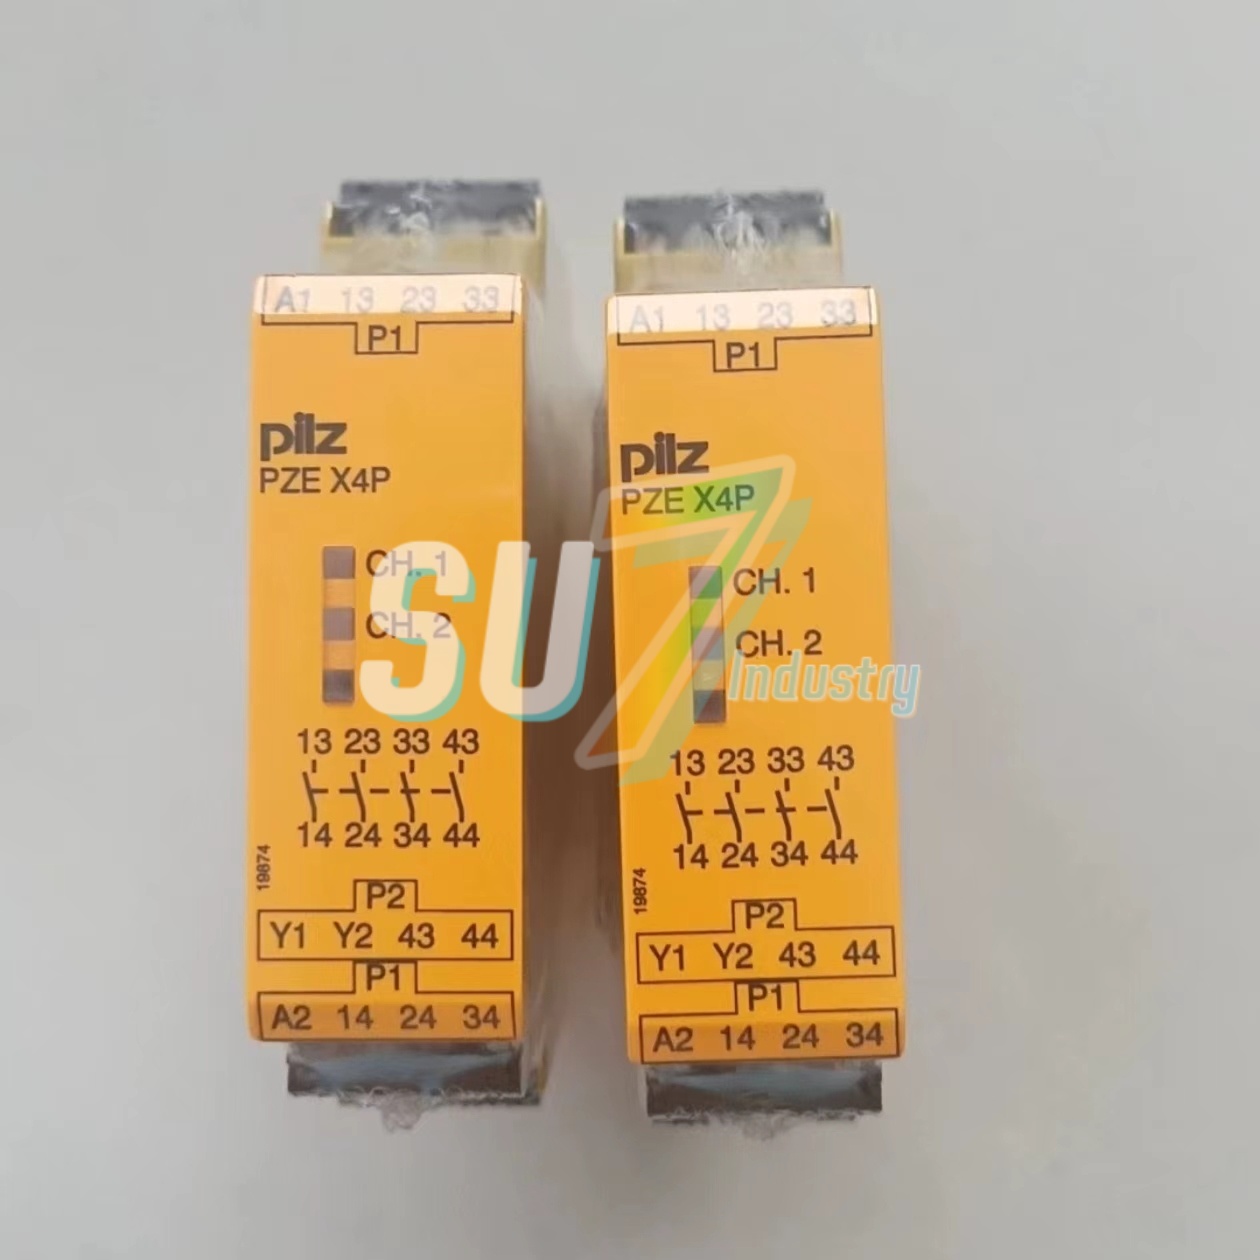 A1 13 23 33
P1
pilz
PZE X4P
CH. 1
CH. 2
13 23 33 43
14 24 34 44
19874
P2
Y1 Y2 43 44
P1
A2 14 24 34
A1 13 23 33
P1
pilz
PZE X4P
CH. 1
CH. 2
13 23 33 43
14 24 34 44
19874
P2
Y1 Y2 43 44
P1
A2 14 24 34
SU7
Industry